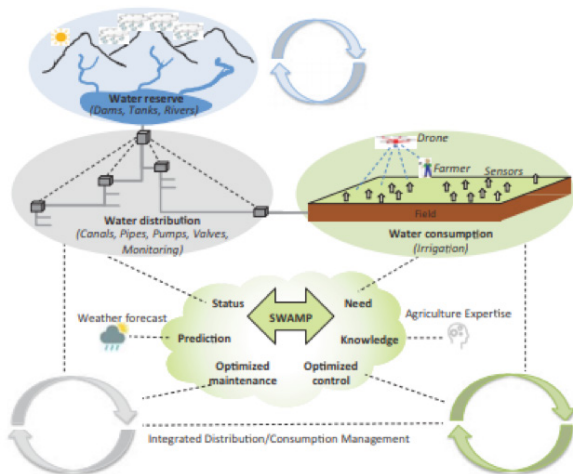 Water reserve
(Dams, Tanks, Rivers)
Drone
Farmer
Sensors
Field
Water distribution
(Canals, Pipes, Pumps, Valves,
Monitoring)
Water consumption
(Irrigation)
Status
Need
SWAMP
Weather forecast
Agriculture Expertise
Prediction
Knowledge
Optimized
maintenance
Optimized
control
Integrated Distribution/Consumption Management